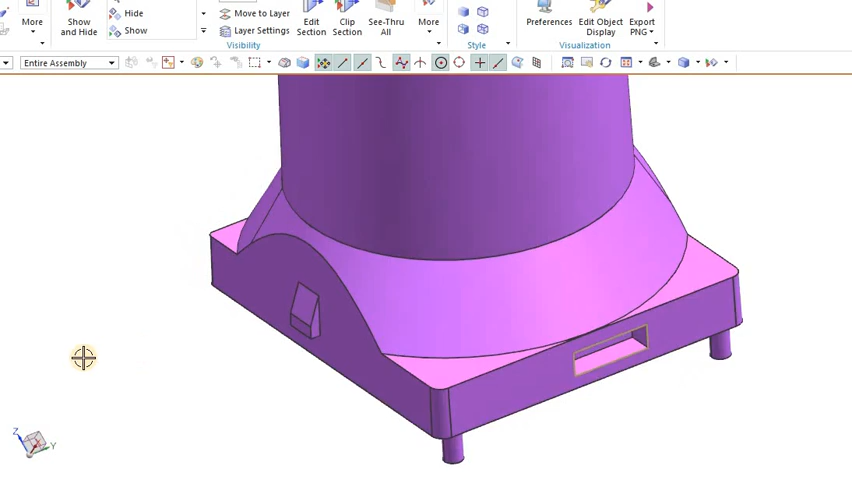 Hide
Move to Layer
More
Show
and Hide
Show
Layer Settings
Edit
Section
Clip
Section
See-Thru
All
More
Preferences
Edit Object
Display
Export
PNG
Visibility
Style
Visualization
Entire Assembly
Z
Y